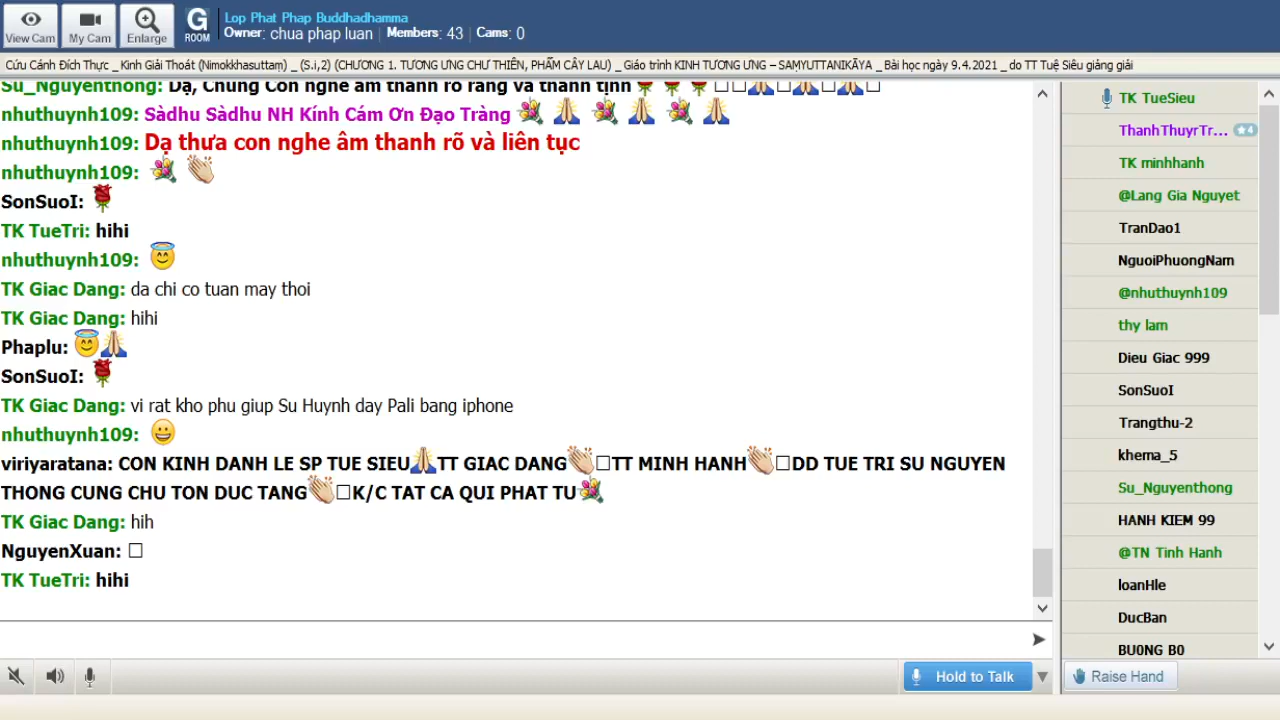 View Cam
My Cam
Enlarge
G
ROOM
Lop Phat Phap Buddhadhamma
Owner: chua phap luan | Members: 43 | Cams: 0
Cứu Cánh Đích Thực _ Kinh Giải Thoát (Nimokkhasuttaṃ) _ (S.i,2) (CHƯƠNG 1. TƯƠNG ƯNG CHƯ THIÊN, PHẨM CÂY LAU) _ Giáo trình KINH TƯƠNG ƯNG – SAṂYUTTANIKĀYA _ Bài học ngày 9.4.2021 _ do TT Tuệ Siêu giảng giải
Su_Nguyenthong: Dạ, Chúng Con nghe âm thanh rõ ràng và thanh tịnh
nhuthuynh109: Sàdhu Sàdhu NH Kính Cám Ơn Đạo Tràng
nhuthuynh109: Dạ thưa con nghe âm thanh rõ và liên tục
nhuthuynh109:
SonSuoI:
TK TueTri: hihi
nhuthuynh109:
TK Giac Dang: da chi co tuan may thoi
TK Giac Dang: hihi
Phaplu:
SonSuoI:
TK Giac Dang: vi rat kho phu giup Su Huynh day Pali bang iphone
nhuthuynh109:
viriyaratana: CON KINH DANH LE SP TUE SIEU TT GIAC DANG TT MINH HANH DD TUE TRI SU NGUYEN
THONG CUNG CHU TON DUC TANG K/C TAT CA QUI PHAT TU
TK Giac Dang: hih
NguyenXuan:
TK TueTri: hihi
TK TueSieu
ThanhThuyrTr... 4
TK minhhanh
@Lang Gia Nguyet
TranDao1
NguoiPhuongNam
@nhuthuynh109
thy lam
Dieu Giac 999
SonSuoI
Trangthu-2
khema_5
Su_Nguyenthong
HANH KIEM 99
@TN Tinh Hanh
loanHle
DucBan
BU0NG B0
Hold to Talk
Raise Hand